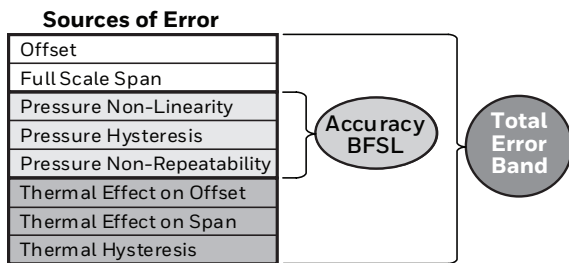 Sources of Error
Offset
Full Scale Span
Pressure Non-Linearity
Pressure Hysteresis
Pressure Non-Repeatability
Thermal Effect on Offset
Thermal Effect on Span
Thermal Hysteresis
Accuracy
BFSL
Total
Error
Band